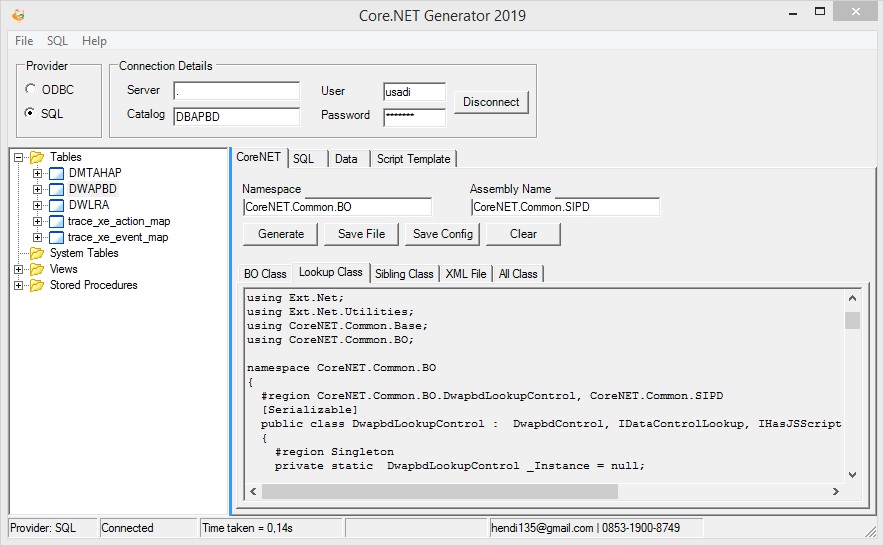 Core.NET Generator 2019
File SQL Help
Provider
ODBC
SQL
Connection Details
Server .
Catalog DBAPBD
User usadi
Password *******
Disconnect
Tables
DMTAHAP
DWAPBD
DWLRA
trace_xe_action_map
trace_xe_event_map
System Tables
Views
Stored Procedures
CoreNET SQL Data Script Template
Namespace
CoreNET.Common.BO
Assembly Name
CoreNET.Common.SIPD
Generate Save File Save Config Clear
BO Class Lookup Class Sibling Class XML File All Class
using Ext.Net;
using Ext.Net.Utilities;
using CoreNET.Common.Base;
using CoreNET.Common.BO;
namespace CoreNET.Common.BO
{
#region CoreNET.Common.BO.DwapbdLookupControl, CoreNET.Common.SIPD
[Serializable]
public class DwapbdLookupControl : DwapbdControl, IDataControlLookup, IHasJSScript
{
#region Singleton
private static DwapbdLookupControl _Instance = null;
Provider: SQL Connected Time taken = 0,14s hendi135@gmail.com | 0853-1900-8749